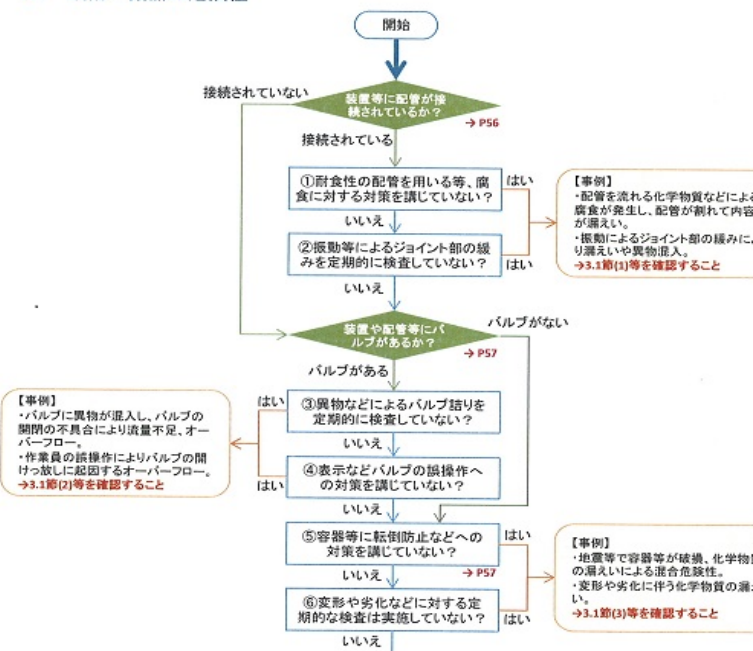 開始
接続されていない
装置等に配管が接
続されているか？
→ P56
接続されている
①耐食性の配管を用いる等、腐
食に対する対策を講じていない？
はい
【事例】
・配管を流れる化学物質などによる
腐食が発生し、配管が割れて内容
が漏えい。
・振動によるジョイント部の緩みによ
り漏えいや異物混入。
→3.1節(1)等を確認すること
いいえ
②振動等によるジョイント部の緩
みを定期的に検査していない？
はい
いいえ
装置や配管等にバ
ルブがあるか？
バルブがない
→ P57
バルブがある
【事例】
・バルブに異物が混入し、バルブの
開閉の不具合により流量不足、オー
バーフロー。
・作業員の誤操作によりバルブの開
けっ放しに起因するオーバーフロー。
→3.1節(2)等を確認すること
はい
③異物などによるバルブ詰りを
定期的に検査していない？
いいえ
はい
④表示などバルブの誤操作へ
の対策を講じていない？
いいえ
⑤容器等に転倒防止などへの
対策を講じていない？
はい
→ P57
【事例】
・地震等で容器等が破損、化学物
の漏えいによる混合危険性。
・変形や劣化に伴う化学物質の漏
い。
→3.1節(3)等を確認すること
いいえ
⑥変形や劣化などに対する定
期的な検査は実施していない？
はい
いいえ